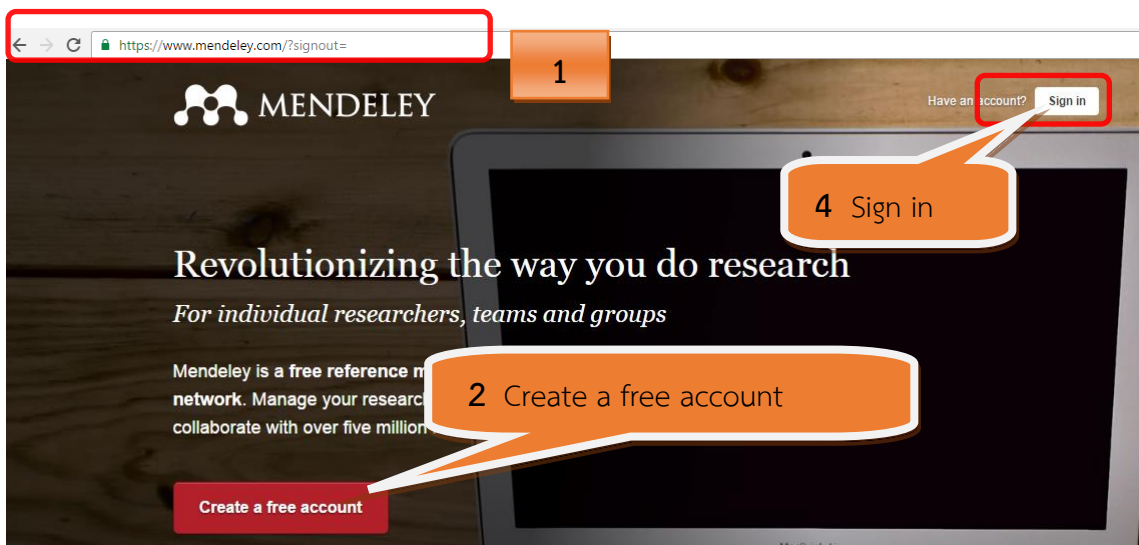 https://www.mendeley.com/?signout=
1
MENDELEY
Have an account? Sign in
4 Sign in
Revolutionizing the way you do research
For individual researchers, teams and groups
Mendeley is a free reference
network. Manage your
collaborate with over five million
2 Create a free account
Create a free account